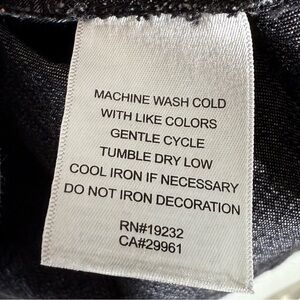 MACHINE WASH COLD
WITH LIKE COLORS
GENTLE CYCLE
TUMBLE DRY LOW
COOL IRON IF NECESSARY
DO NOT IRON DECORATION
RN#19232
CA#29961